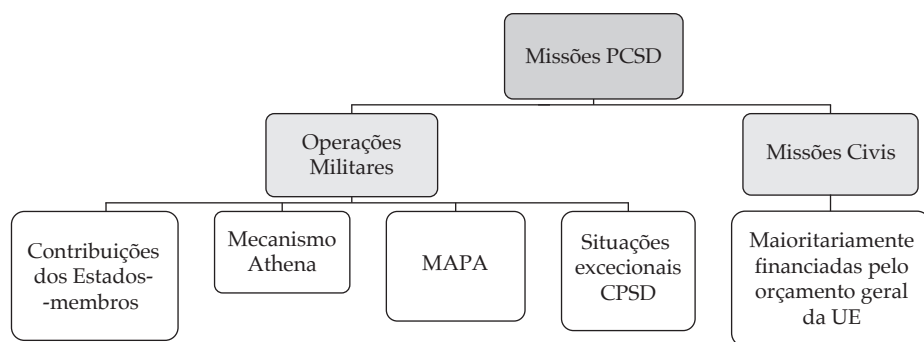 Missões PCSD
Operações
Militares
Missões Civis
Contribuições
dos Estados-
-membros
Mecanismo
Athena
MAPA
Situações
excecionais
CPSD
Maioritariamente
financiadas pelo
orçamento geral
da UE